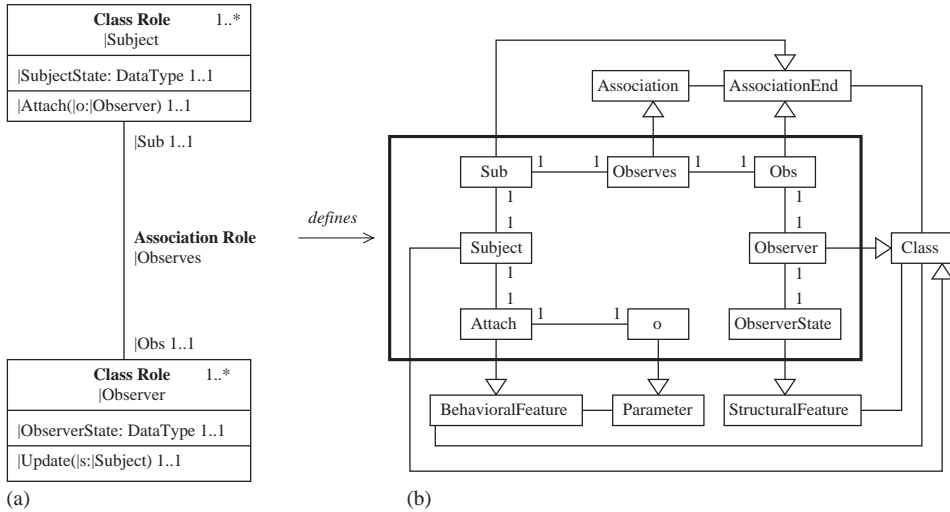 Class Role 1..*
|Subject
|SubjectState: DataType 1..1
|Attach(|o:|Observer) 1..1
|Sub 1..1
Association Role
|Observes
|Obs 1..1
Class Role 1..*
|Observer
|ObserverState: DataType 1..1
|Update(|s:|Subject) 1..1
(a)
defines
Association
AssociationEnd
Sub
1
1
Observes
1
1
Obs
1
1
1
1
Subject
Observer
Class
1
1
1
1
Attach
1
1
o
ObserverState
BehavioralFeature
Parameter
StructuralFeature
(b)